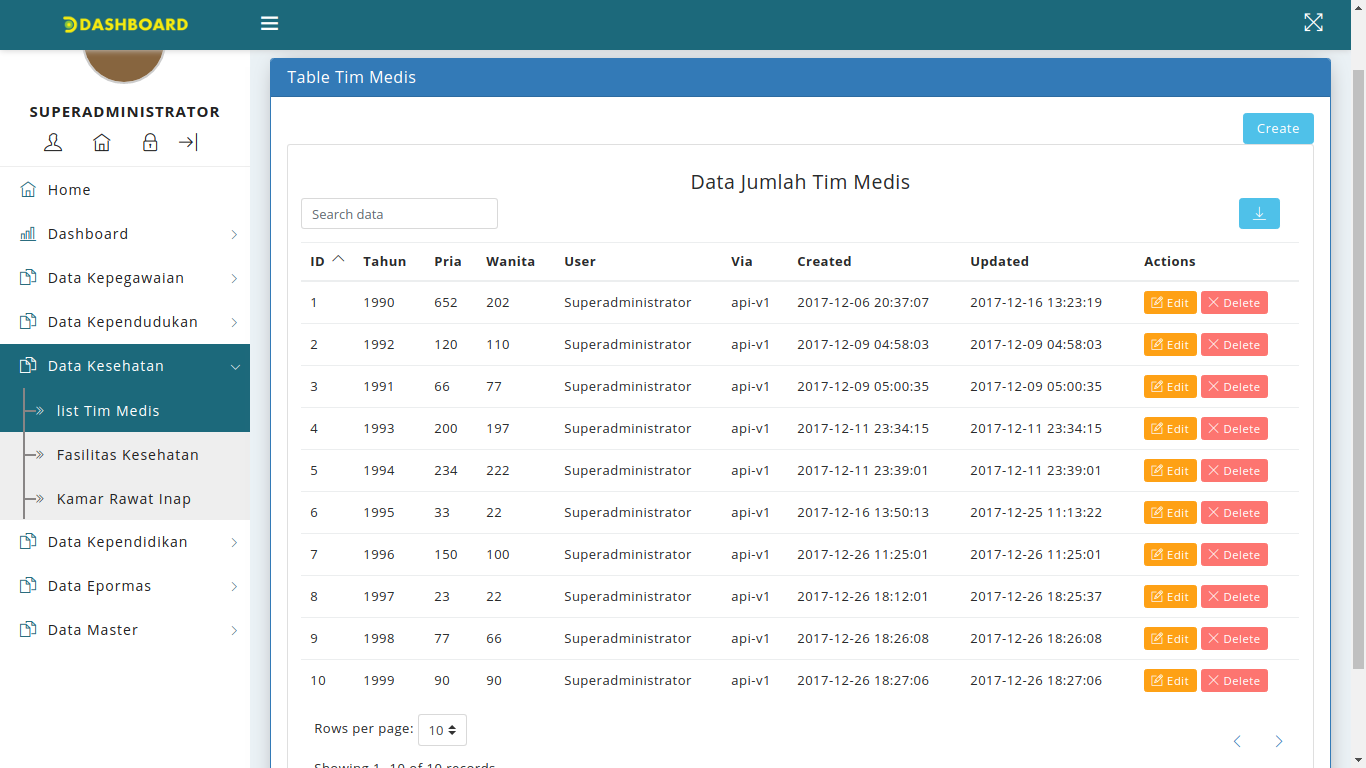 DASHBOARD
SUPERADMINISTRATOR
Home
Dashboard
Data Kepegawaian
Data Kependudukan
Data Kesehatan
list Tim Medis
Fasilitas Kesehatan
Kamar Rawat Inap
Data Kependidikan
Data Epormas
Data Master
Table Tim Medis
Create
Data Jumlah Tim Medis
Search data
ID Tahun Pria Wanita User Via Created Updated Actions
1 1990 652 202 Superadministrator api-v1 2017-12-06 20:37:07 2017-12-16 13:23:19 Edit Delete
2 1992 120 110 Superadministrator api-v1 2017-12-09 04:58:03 2017-12-09 04:58:03 Edit Delete
3 1991 66 77 Superadministrator api-v1 2017-12-09 05:00:35 2017-12-09 05:00:35 Edit Delete
4 1993 200 197 Superadministrator api-v1 2017-12-11 23:34:15 2017-12-11 23:34:15 Edit Delete
5 1994 234 222 Superadministrator api-v1 2017-12-11 23:39:01 2017-12-11 23:39:01 Edit Delete
6 1995 33 22 Superadministrator api-v1 2017-12-16 13:50:13 2017-12-25 11:13:22 Edit Delete
7 1996 150 100 Superadministrator api-v1 2017-12-26 11:25:01 2017-12-26 11:25:01 Edit Delete
8 1997 23 22 Superadministrator api-v1 2017-12-26 18:12:01 2017-12-26 18:25:37 Edit Delete
9 1998 77 66 Superadministrator api-v1 2017-12-26 18:26:08 2017-12-26 18:26:08 Edit Delete
10 1999 90 90 Superadministrator api-v1 2017-12-26 18:27:06 2017-12-26 18:27:06 Edit Delete
Rows per page: 10
Showing 1-10 of 10 records